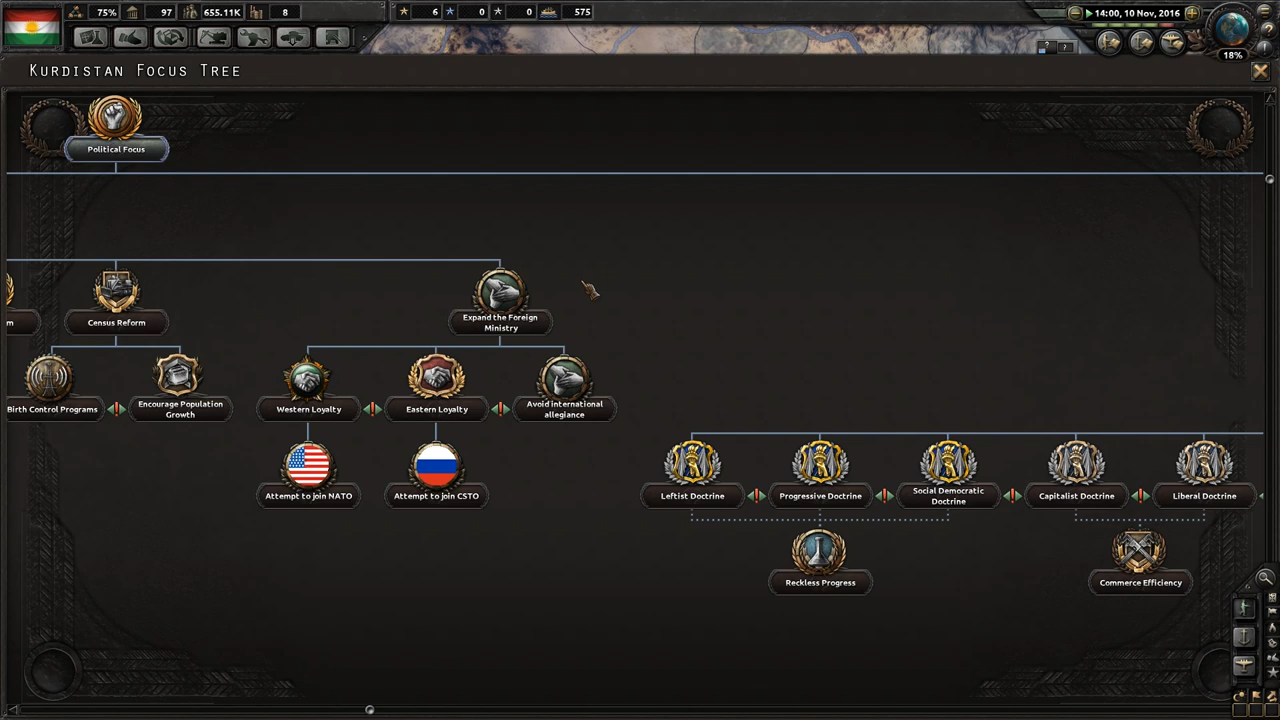 75% 97 655.11K 8 6 0 0 575 14:00, 10 Nov, 2016
? ? 18%
Kurdistan Focus Tree
Political Focus
m Census Reform Expand the Foreign
Ministry
Birth Control Programs Encourage Population
Growth Western Loyalty Eastern Loyalty Avoid international
allegiance
Attempt to join NATO Attempt to join CSTO Leftist Doctrine Progressive Doctrine Social Democratic
Doctrine Capitalist Doctrine Liberal Doctrine
Reckless Progress Commerce Efficiency